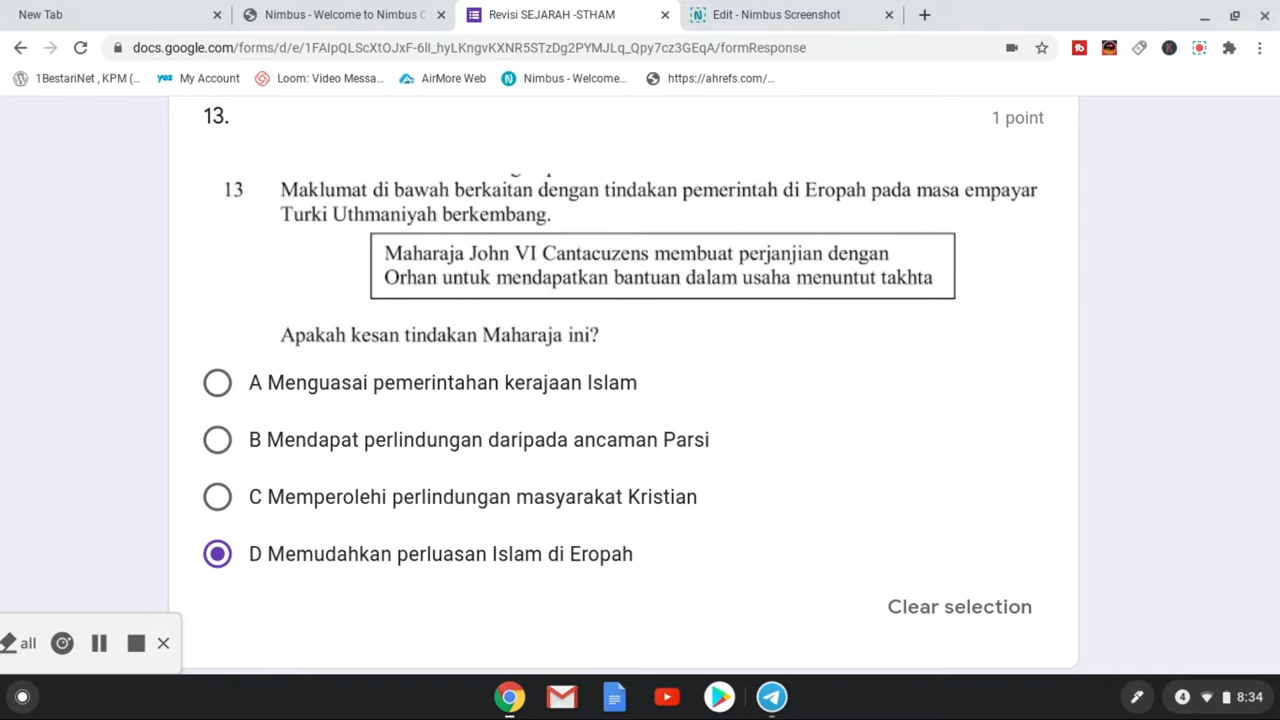 New Tab
Nimbus - Welcome to Nimbus C
Revisi SEJARAH -STHAM
Edit - Nimbus Screenshot
docs.google.com/forms/d/e/1FAIpQLScXtOJxF-6lI_hyLKngvKXNR5STzDg2PYMJLq_Qpy7cz3GEqA/formResponse
1BestariNet , KPM (...
yes My Account
Loom: Video Messa...
AirMore Web
Nimbus - Welcome...
https://ahrefs.com/...
13.
1 point
13 Maklumat di bawah berkaitan dengan tindakan pemerintah di Eropah pada masa empayar
Turki Uthmaniyah berkembang.
Maharaja John VI Cantacuzens membuat perjanjian dengan
Orhan untuk mendapatkan bantuan dalam usaha menuntut takhta
Apakah kesan tindakan Maharaja ini?
A Menguasai pemerintahan kerajaan Islam
B Mendapat perlindungan daripada ancaman Parsi
C Memperolehi perlindungan masyarakat Kristian
D Memudahkan perluasan Islam di Eropah
Clear selection
all
4 8:34